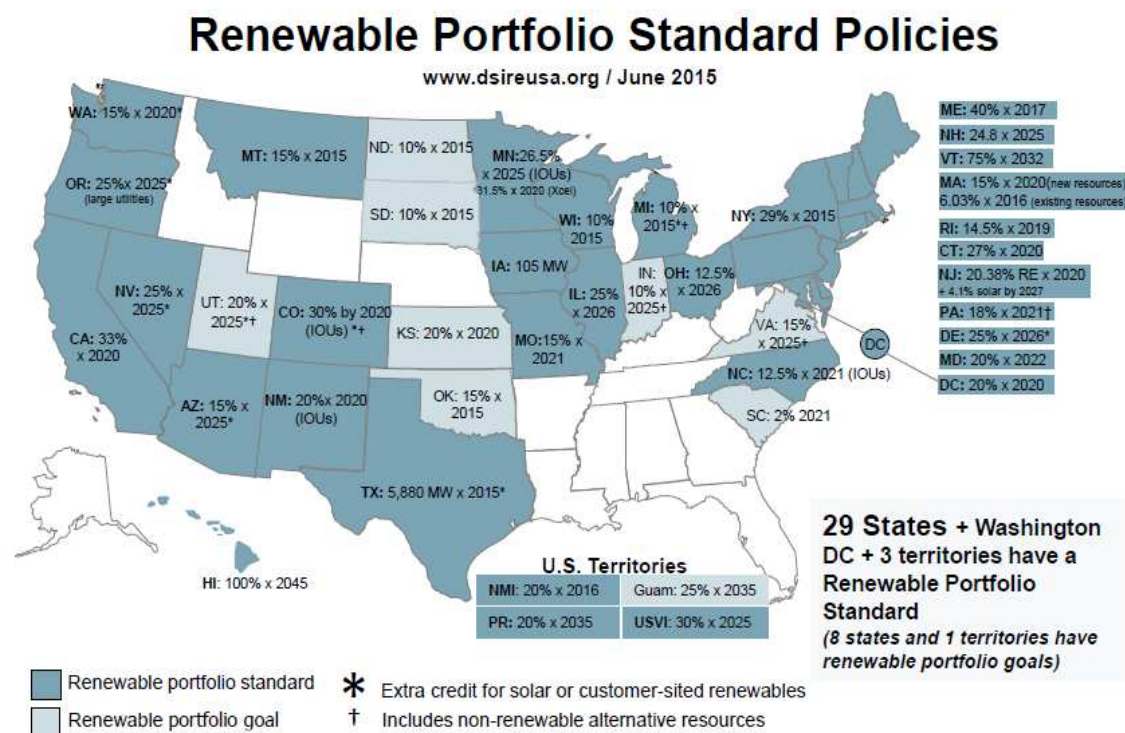 Renewable Portfolio Standard Policies
www.dsireusa.org / June 2015
WA: 15% x 2020*
OR: 25%x 2025*
(large utilities)
MT: 15% x 2015
ND: 10% x 2015
SD: 10% x 2015
MN:26.5%
x 2025 (IOUs)
31.5% x 2020 (Xcel)
WI: 10%
2015
MI: 10% x
2015*†
NY: 29% x 2015
IA: 105 MW
NV: 25% x
2025*
UT: 20% x
2025*†
CO: 30% by 2020
(IOUs) *†
KS: 20% x 2020
MO:15% x
2021
IL: 25%
x 2026
IN:
10% x
2025†
OH: 12.5%
x 2026
VA: 15%
x 2025†
DC
CA: 33%
x 2020
AZ: 15% x
2025*
NM: 20%x 2020
(IOUs)
OK: 15% x
2015
NC: 12.5% x 2021 (IOUs)
SC: 2% 2021
TX: 5,880 MW x 2015*
HI: 100% x 2045
ME: 40% x 2017
NH: 24.8 x 2025
VT: 75% x 2032
MA: 15% x 2020(new resources)
6.03% x 2016 (existing resources)
RI: 14.5% x 2019
CT: 27% x 2020
NJ: 20.38% RE x 2020
+ 4.1% solar by 2027
PA: 18% x 2021†
DE: 25% x 2026*
MD: 20% x 2022
DC: 20% x 2020
U.S. Territories
NMI: 20% x 2016
Guam: 25% x 2035
PR: 20% x 2035
USVI: 30% x 2025
29 States + Washington
DC + 3 territories have a
Renewable Portfolio
Standard
(8 states and 1 territories have
renewable portfolio goals)
Renewable portfolio standard
* Extra credit for solar or customer-sited renewables
Renewable portfolio goal
† Includes non-renewable alternative resources